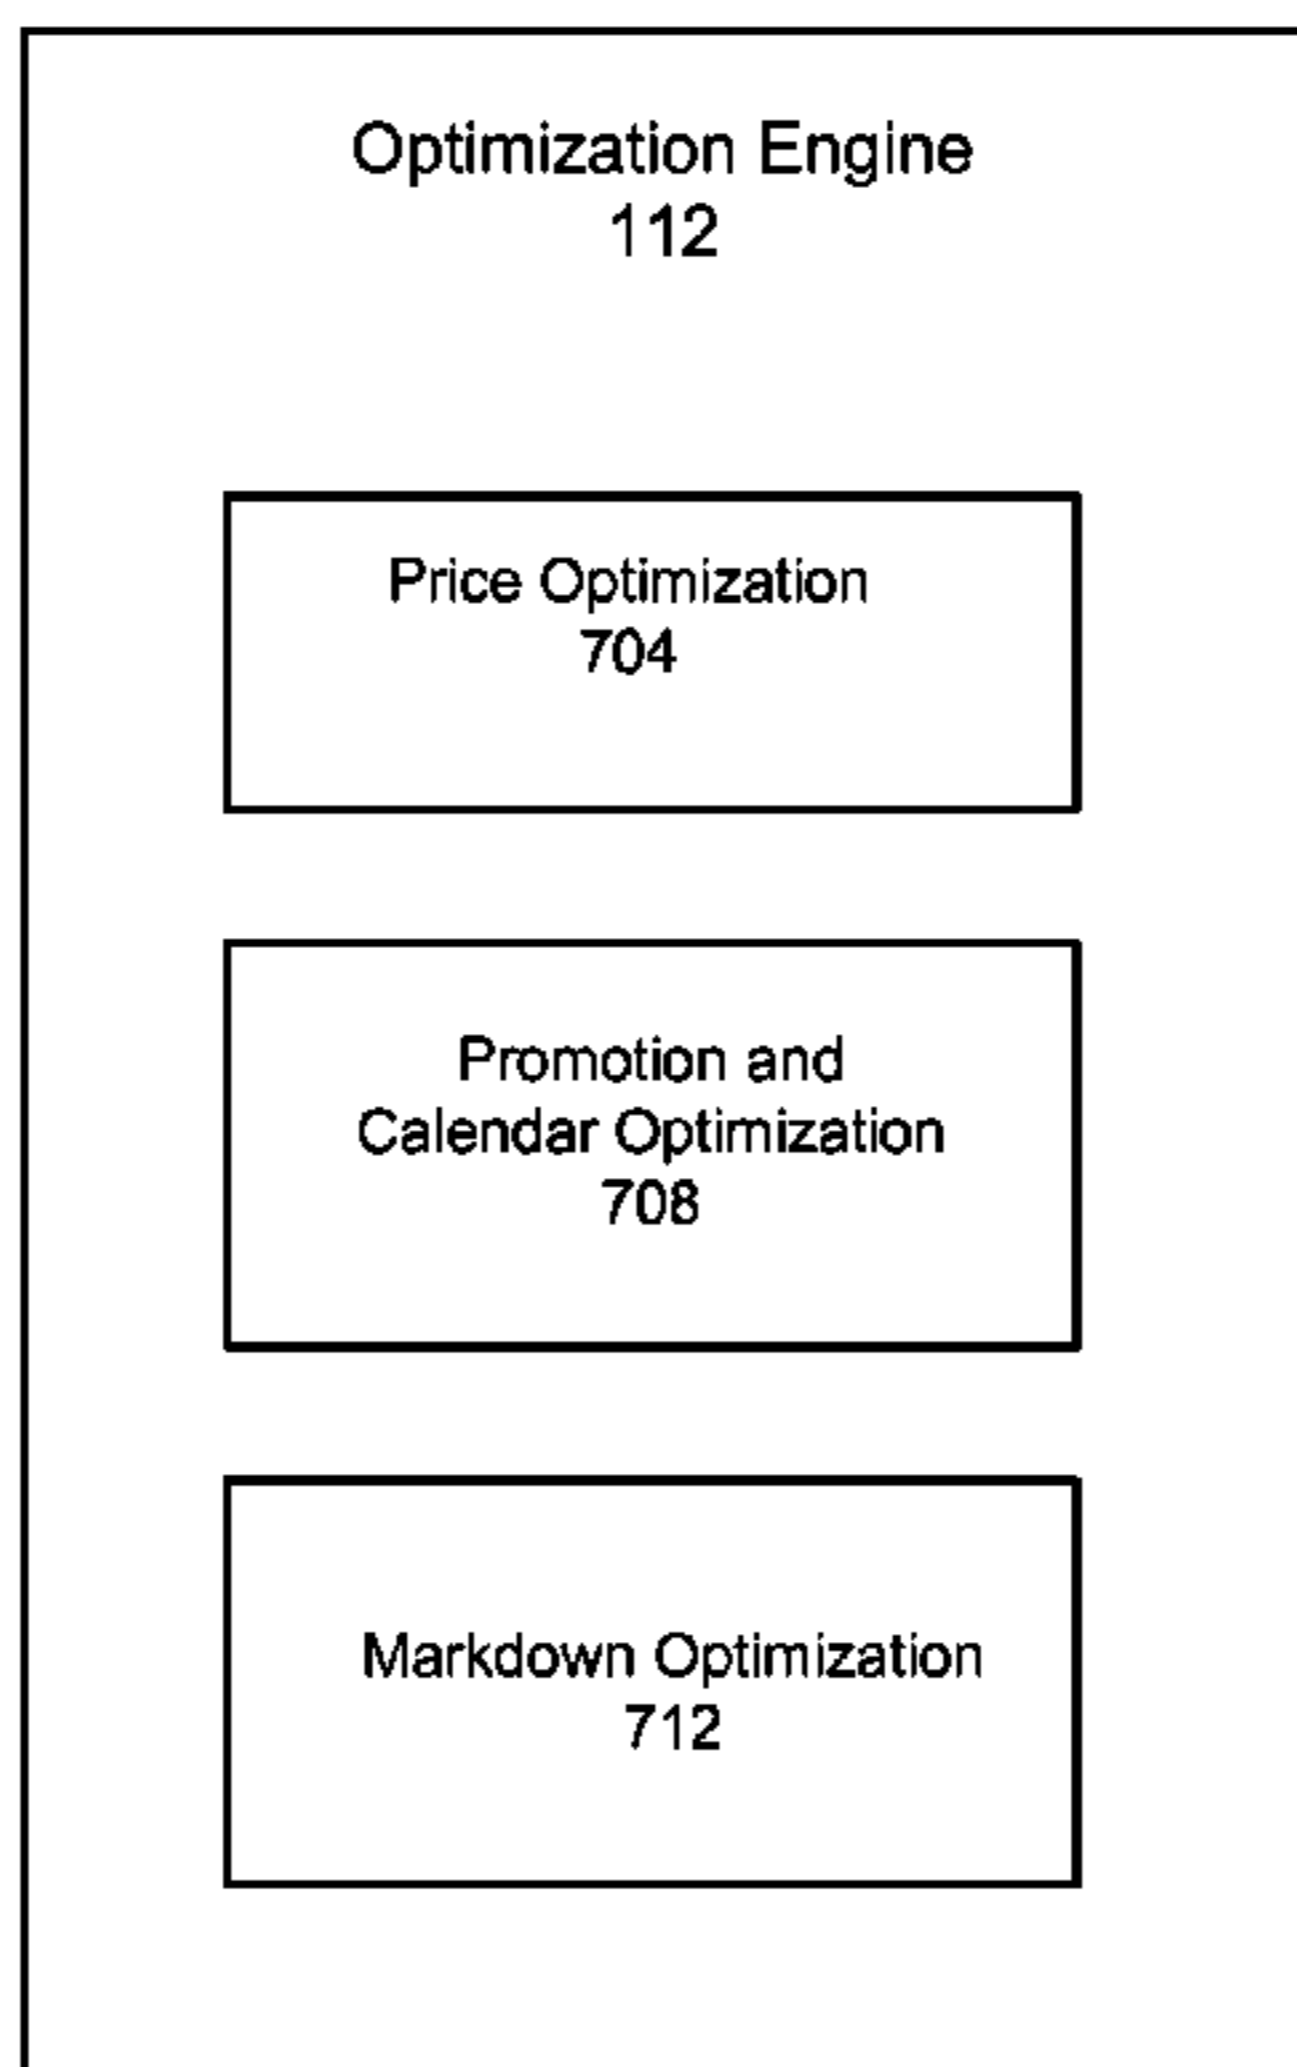 Optimization Engine
112
Price Optimization
704
Promotion and
Calendar Optimization
708
Markdown Optimization
712